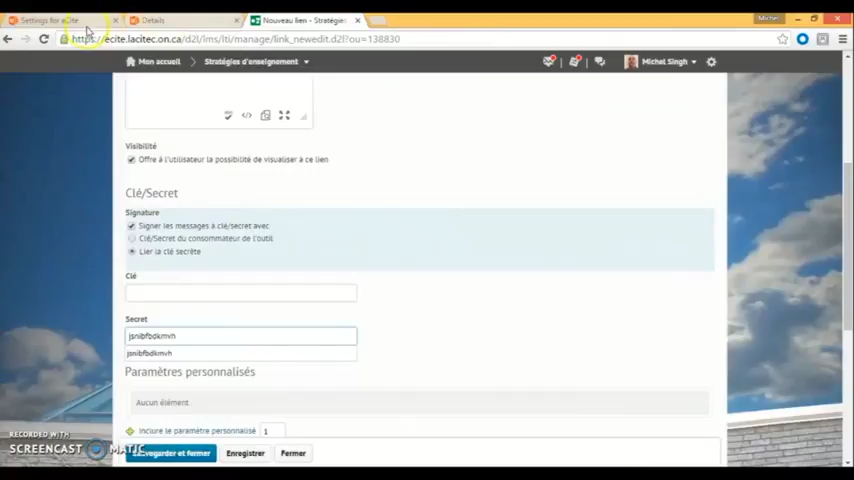 Settings for eCite
Details
Nouveau lien - Stratégies
Michel
https://ecite.lacitec.on.ca/d2l/lms/lti/manage/link_newedit.d2l?ou=138830
Mon accueil
Stratégies d'enseignement
Michel Singh
Visibilité
Offre à l'utilisateur la possibilité de visualiser à ce lien
Clé/Secret
Signature
Signer les messages à clé/secret avec
Clé/Secret du consommateur de l'outil
Lier la clé secrète
Clé
Secret
jsnibfbdkmvh
jsnibfbdkmvh
Paramètres personnalisés
Aucun élément
Inclure le paramètre personnalisé 1
RECORDED WITH
SCREENCAST MATIC
Sauvegarder et fermer
Enregistrer
Fermer